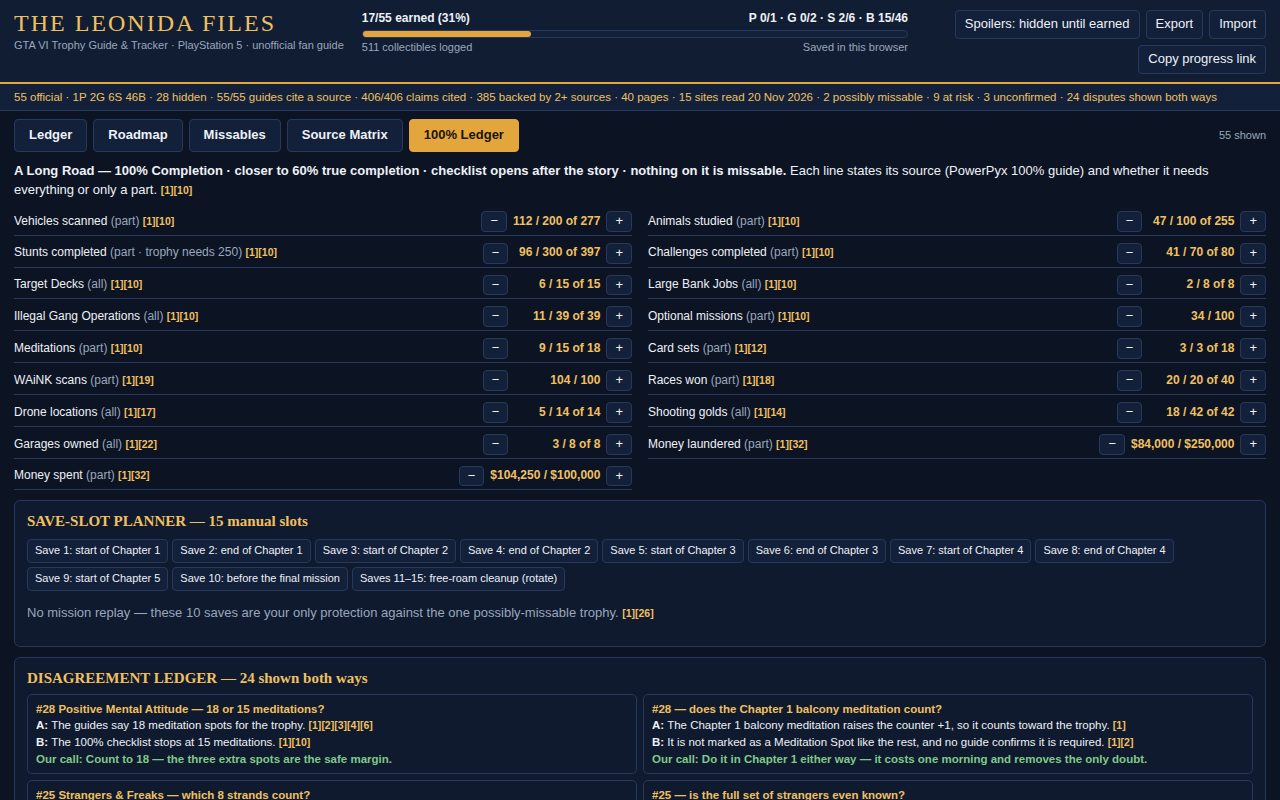 THE LEONIDA FILES
GTA VI Trophy Guide & Tracker · PlayStation 5 · unofficial fan guide
17/55 earned (31%)
P 0/1 · G 0/2 · S 2/6 · B 15/46
511 collectibles logged
Saved in this browser
Spoilers: hidden until earned
Export
Import
Copy progress link
55 official · 1P 2G 6S 46B · 28 hidden · 55/55 guides cite a source · 406/406 claims cited · 385 backed by 2+ sources · 40 pages · 15 sites read 20 Nov 2026 · 2 possibly missable · 9 at risk · 3 unconfirmed · 24 disputes shown both ways
Ledger
Roadmap
Missables
Source Matrix
100% Ledger
55 shown
A Long Road — 100% Completion · closer to 60% true completion · checklist opens after the story · nothing on it is missable. Each line states its source (PowerPyx 100% guide) and whether it needs
everything or only a part. [1][10]
Vehicles scanned (part) [1][10] − 112 / 200 of 277 +
Animals studied (part) [1][10] − 47 / 100 of 255 +
Stunts completed (part · trophy needs 250) [1][10] − 96 / 300 of 397 +
Challenges completed (part) [1][10] − 41 / 70 of 80 +
Target Decks (all) [1][10] − 6 / 15 of 15 +
Large Bank Jobs (all) [1][10] − 2 / 8 of 8 +
Illegal Gang Operations (all) [1][10] − 11 / 39 of 39 +
Optional missions (part) [1][10] − 34 / 100 +
Meditations (part) [1][10] − 9 / 15 of 18 +
Card sets (part) [1][12] − 3 / 3 of 18 +
WAiNK scans (part) [1][19] − 104 / 100 +
Races won (part) [1][18] − 20 / 20 of 40 +
Drone locations (all) [1][17] − 5 / 14 of 14 +
Shooting golds (all) [1][14] − 18 / 42 of 42 +
Garages owned (all) [1][22] − 3 / 8 of 8 +
Money laundered (part) [1][32] − $84,000 / $250,000 +
Money spent (part) [1][32] − $104,250 / $100,000 +
SAVE-SLOT PLANNER — 15 manual slots
Save 1: start of Chapter 1
Save 2: end of Chapter 1
Save 3: start of Chapter 2
Save 4: end of Chapter 2
Save 5: start of Chapter 3
Save 6: end of Chapter 3
Save 7: start of Chapter 4
Save 8: end of Chapter 4
Save 9: start of Chapter 5
Save 10: before the final mission
Saves 11–15: free-roam cleanup (rotate)
No mission replay — these 10 saves are your only protection against the one possibly-missable trophy. [1][26]
DISAGREEMENT LEDGER — 24 shown both ways
#28 Positive Mental Attitude — 18 or 15 meditations?
A: The guides say 18 meditation spots for the trophy. [1][2][3][4][6]
B: The 100% checklist stops at 15 meditations. [1][10]
Our call: Count to 18 — the three extra spots are the safe margin.
#28 — does the Chapter 1 balcony meditation count?
A: The Chapter 1 balcony meditation raises the counter +1, so it counts toward the trophy. [1]
B: It is not marked as a Meditation Spot like the rest, and no guide confirms it is required. [1][2]
Our call: Do it in Chapter 1 either way — it costs one morning and removes the only doubt.
#25 Strangers & Freaks — which 8 strands count?
#25 — is the full set of strangers even known?